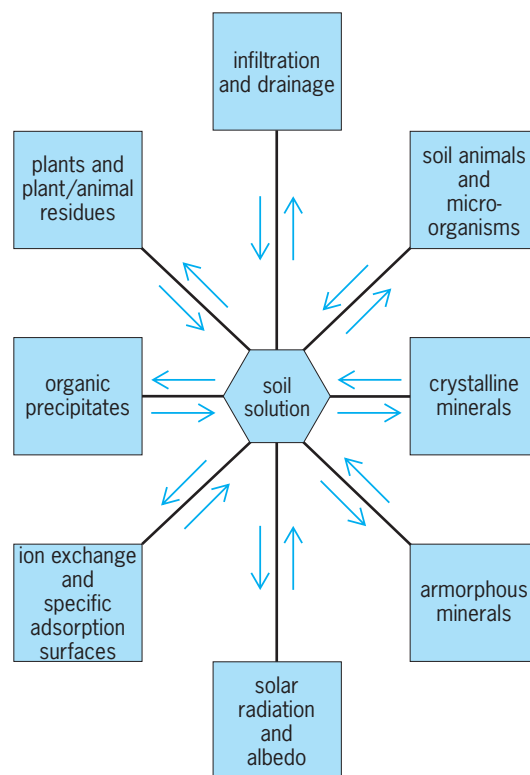 infiltration
and drainage
plants and
plant/animal
residues
soil animals
and
micro-
organisms
organic
precipitates
soil
solution
crystalline
minerals
ion exchange
and
specific
adsorption
surfaces
armorphous
minerals
solar
radiation
and
albedo